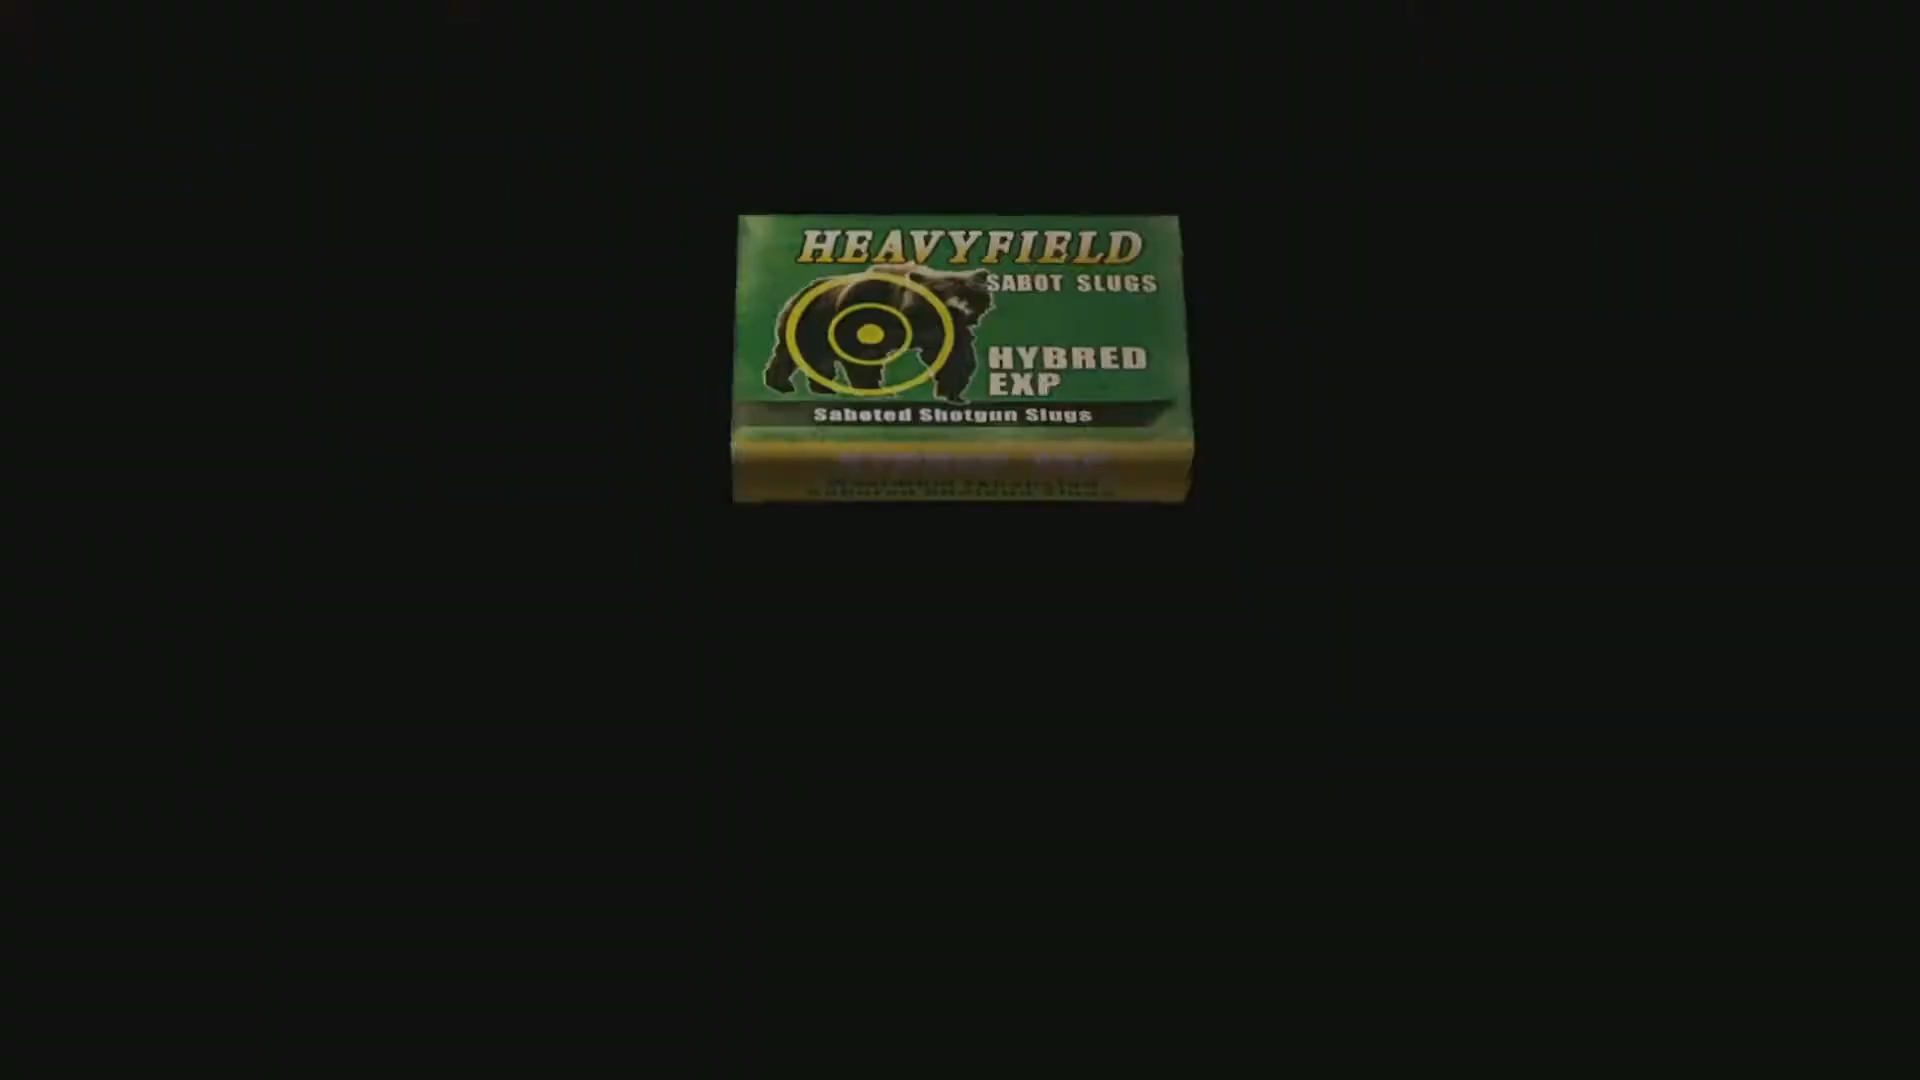 HEAVYFIELD
SABOT SLUGS
HYBRED
EXP
Saboted Shotgun Slugs